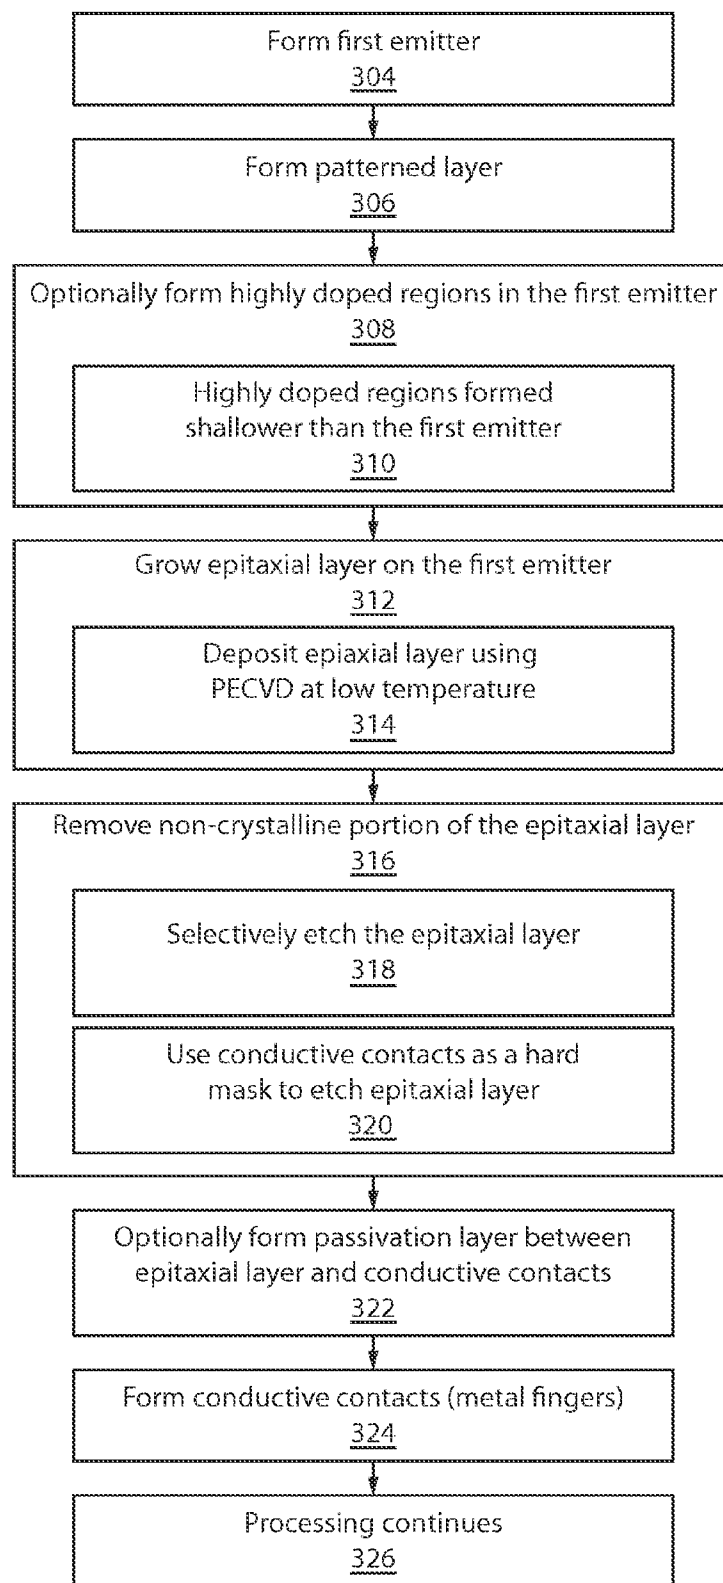 Form first emitter
304
Form patterned layer
306
Optionally form highly doped regions in the first emitter
308
Highly doped regions formed
shallower than the first emitter
310
Grow epitaxial layer on the first emitter
312
Deposit epiaxial layer using
PECVD at low temperature
314
Remove non-crystalline portion of the epitaxial layer
316
Selectively etch the epitaxial layer
318
Use conductive contacts as a hard
mask to etch epitaxial layer
320
Optionally form passivation layer between
epitaxial layer and conductive contacts
322
Form conductive contacts (metal fingers)
324
Processing continues
326